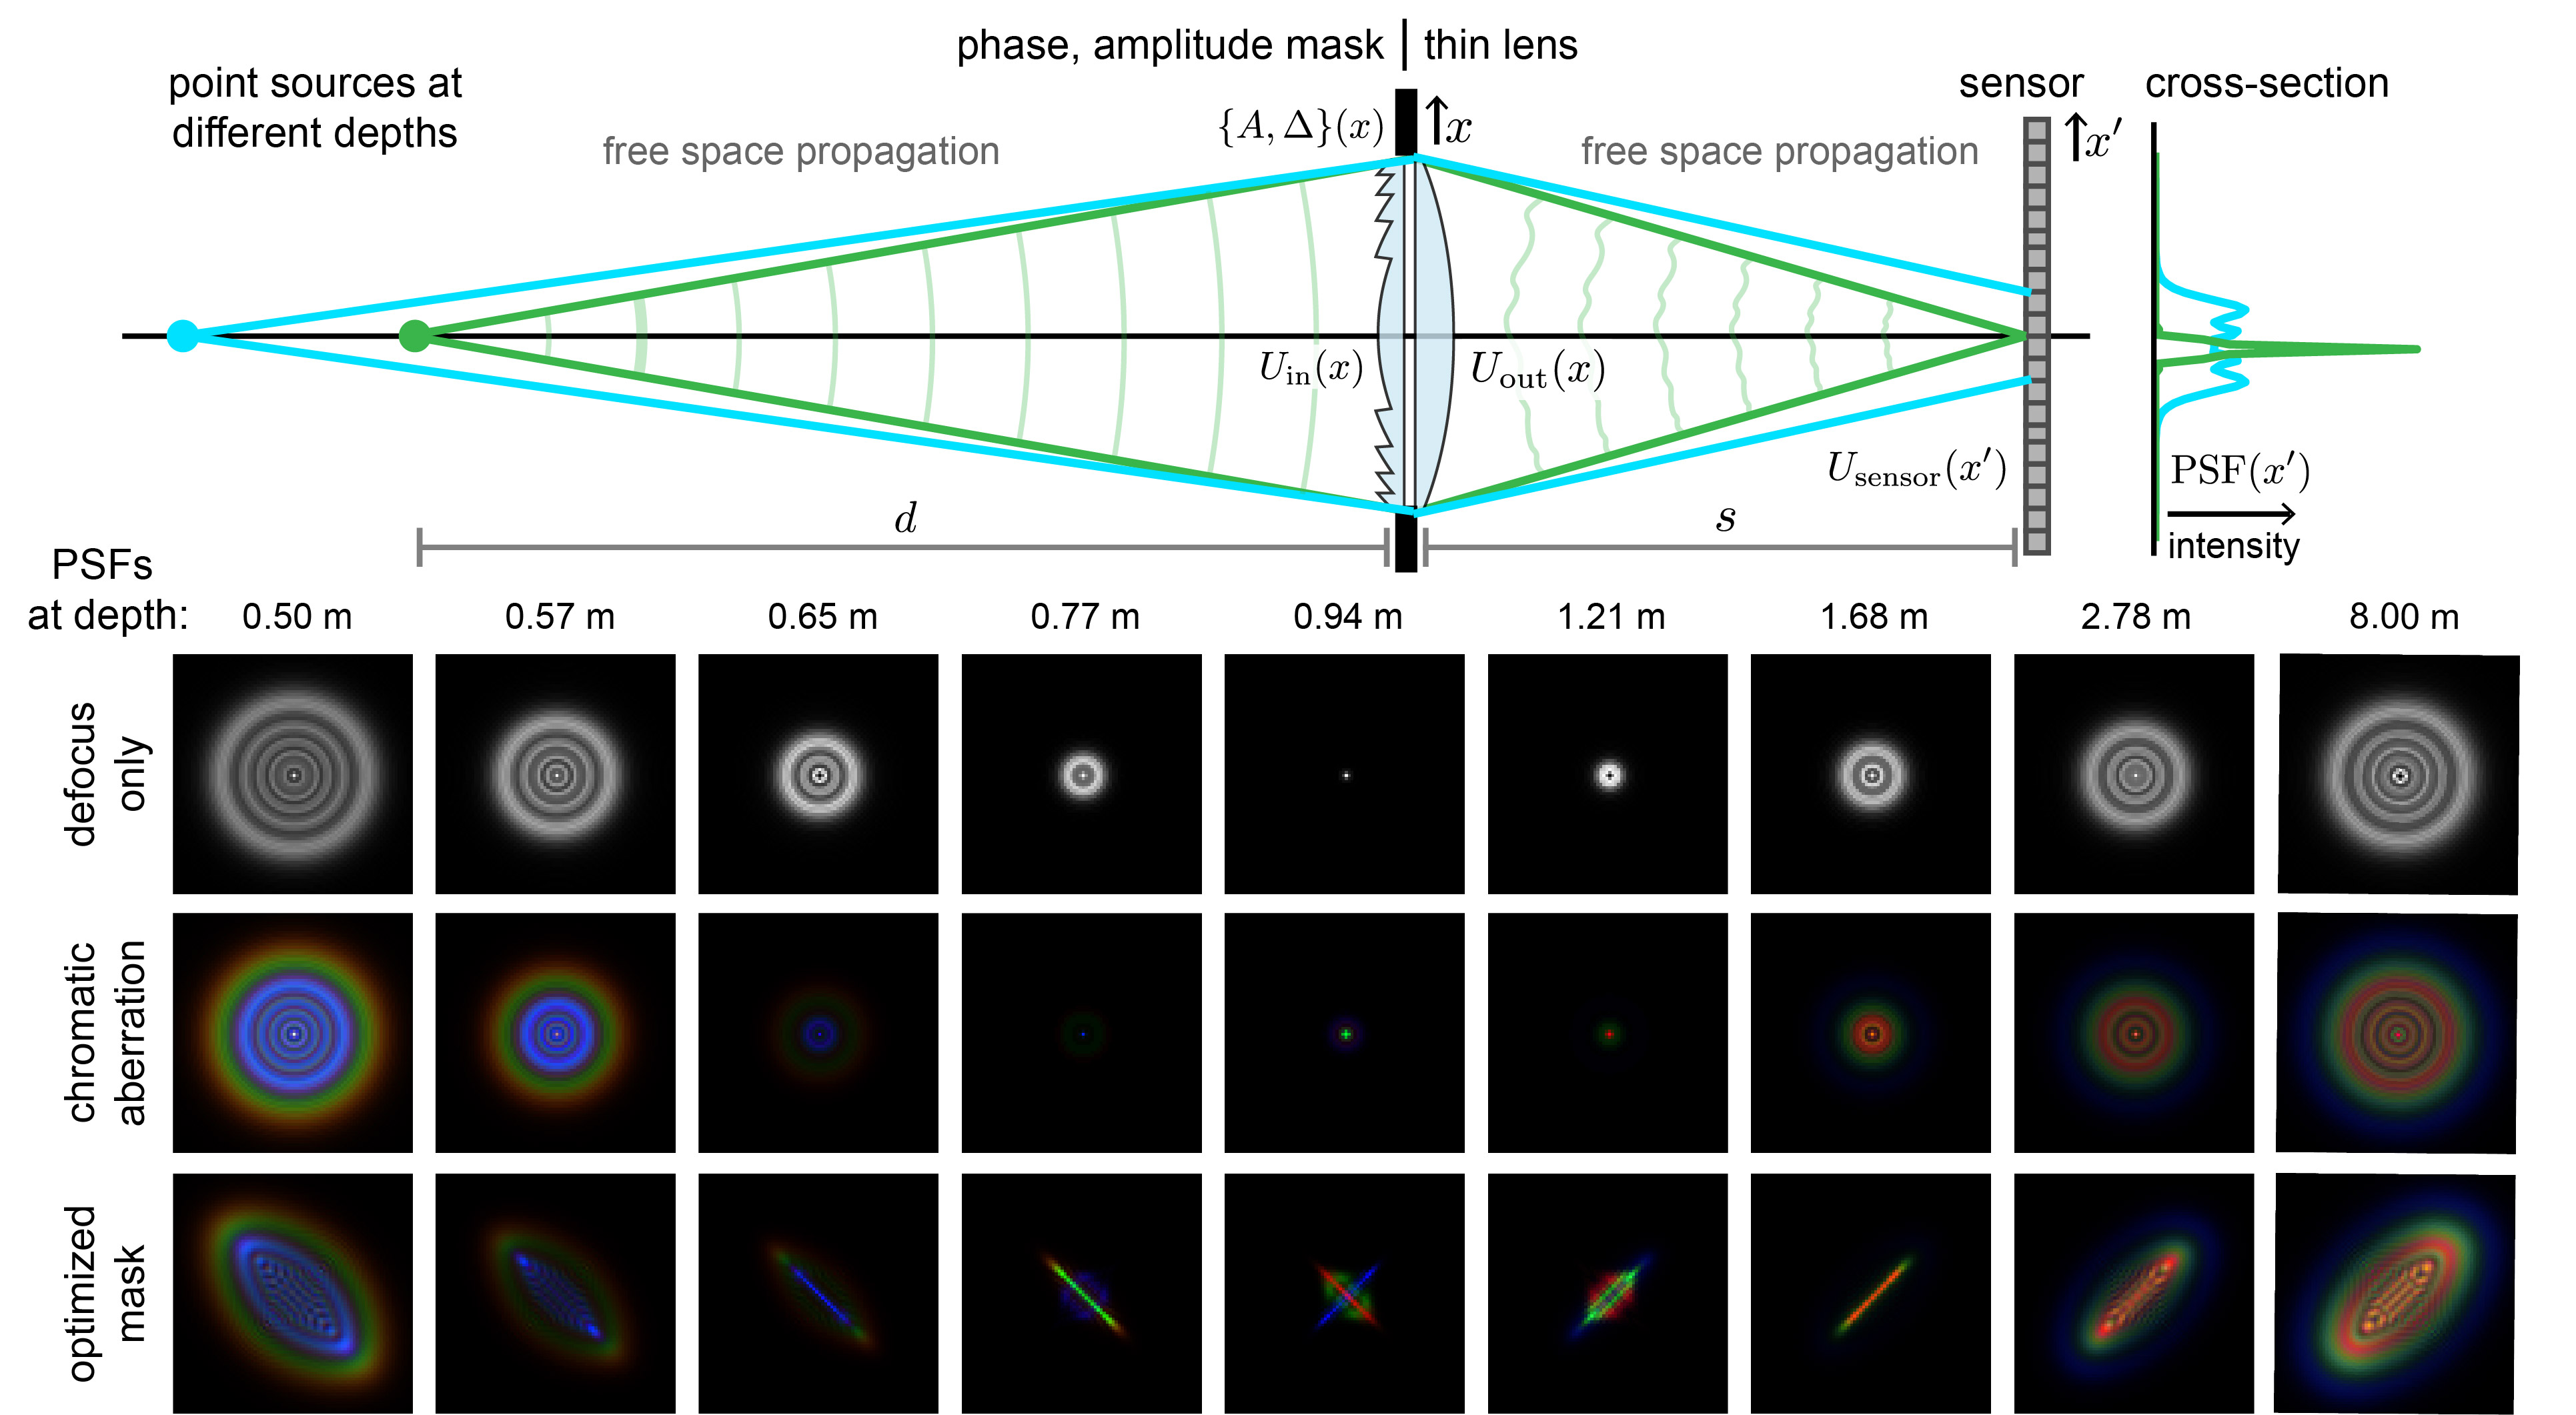 phase, amplitude mask | thin lens
point sources at
different depths
sensor
cross-section
free space propagation
{A, Δ}(x)
↑x
free space propagation
↑x′
U_in(x)
U_out(x)
U_sensor(x′)
PSF(x′)
intensity
d
s
PSFs
at depth:
0.50 m
0.57 m
0.65 m
0.77 m
0.94 m
1.21 m
1.68 m
2.78 m
8.00 m
defocus
only
chromatic
aberration
optimized
mask